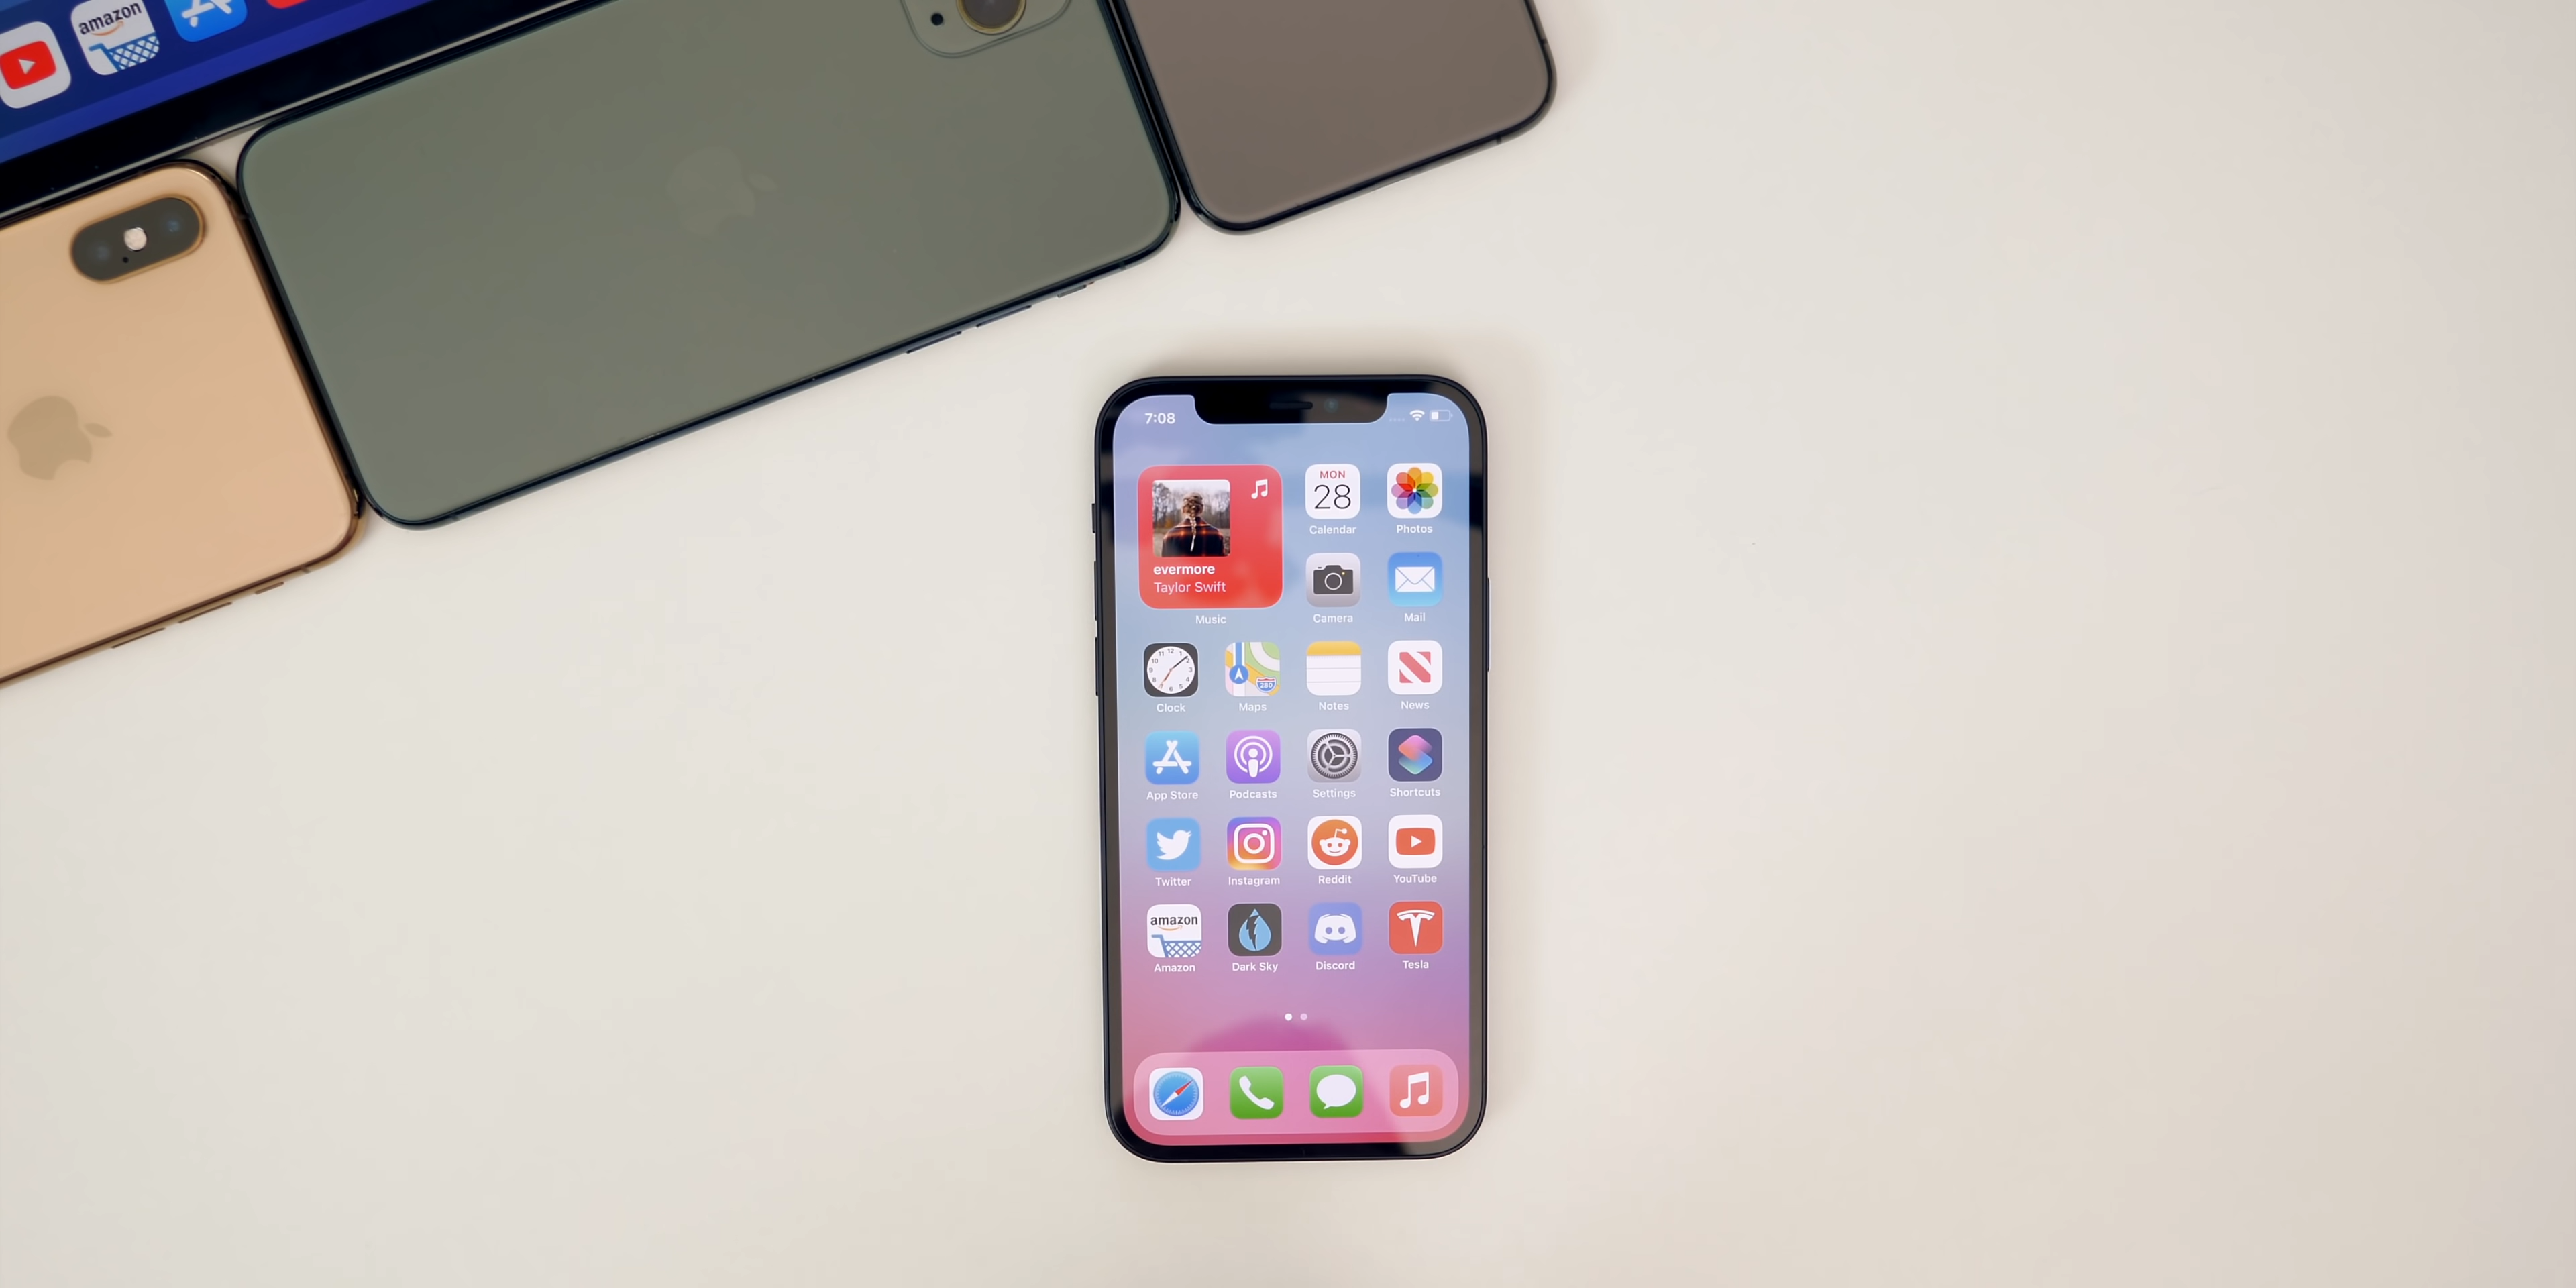 amazon
7:08
evermore
Taylor Swift
Music
MON
28
Calendar
Photos
Camera
Mail
Clock
Maps
280
Notes
News
App Store
Podcasts
Settings
Shortcuts
Twitter
Instagram
Reddit
YouTube
amazon
Amazon
Dark Sky
Discord
Tesla